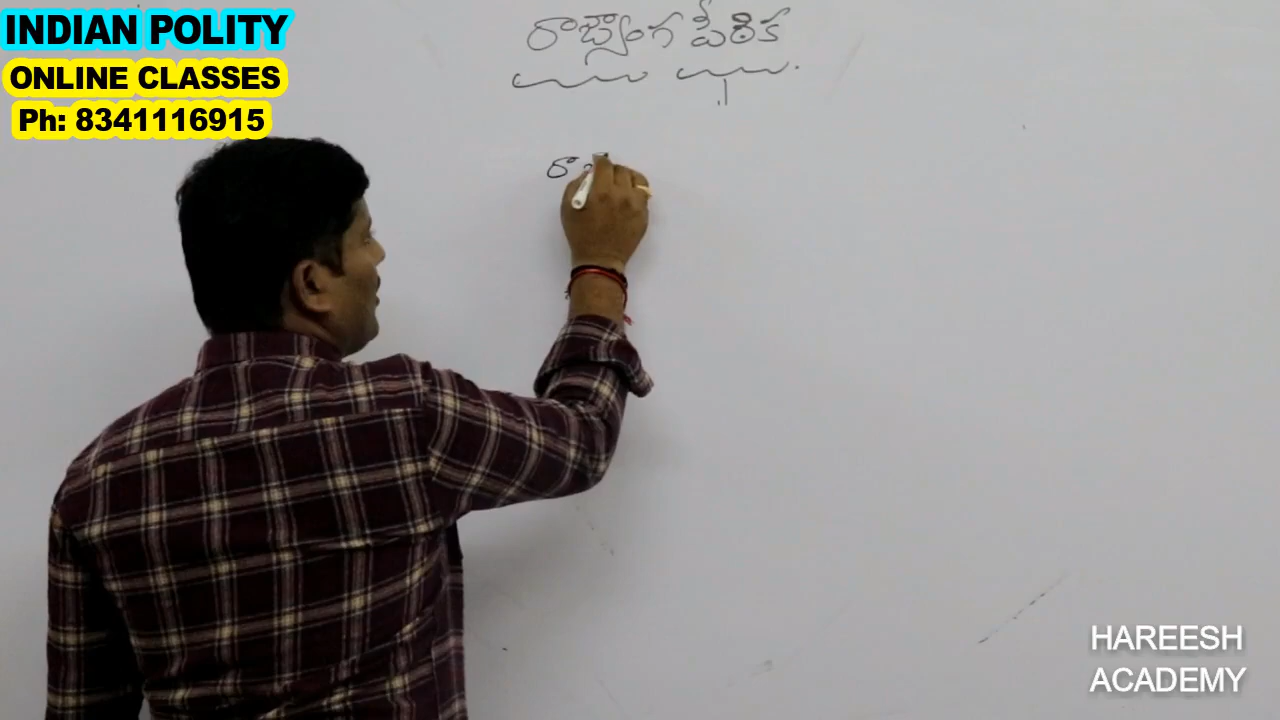 INDIAN POLITY
ONLINE CLASSES
Ph: 8341116915
రాజ్యాంగ పీఠిక
రా
HAREESH
ACADEMY